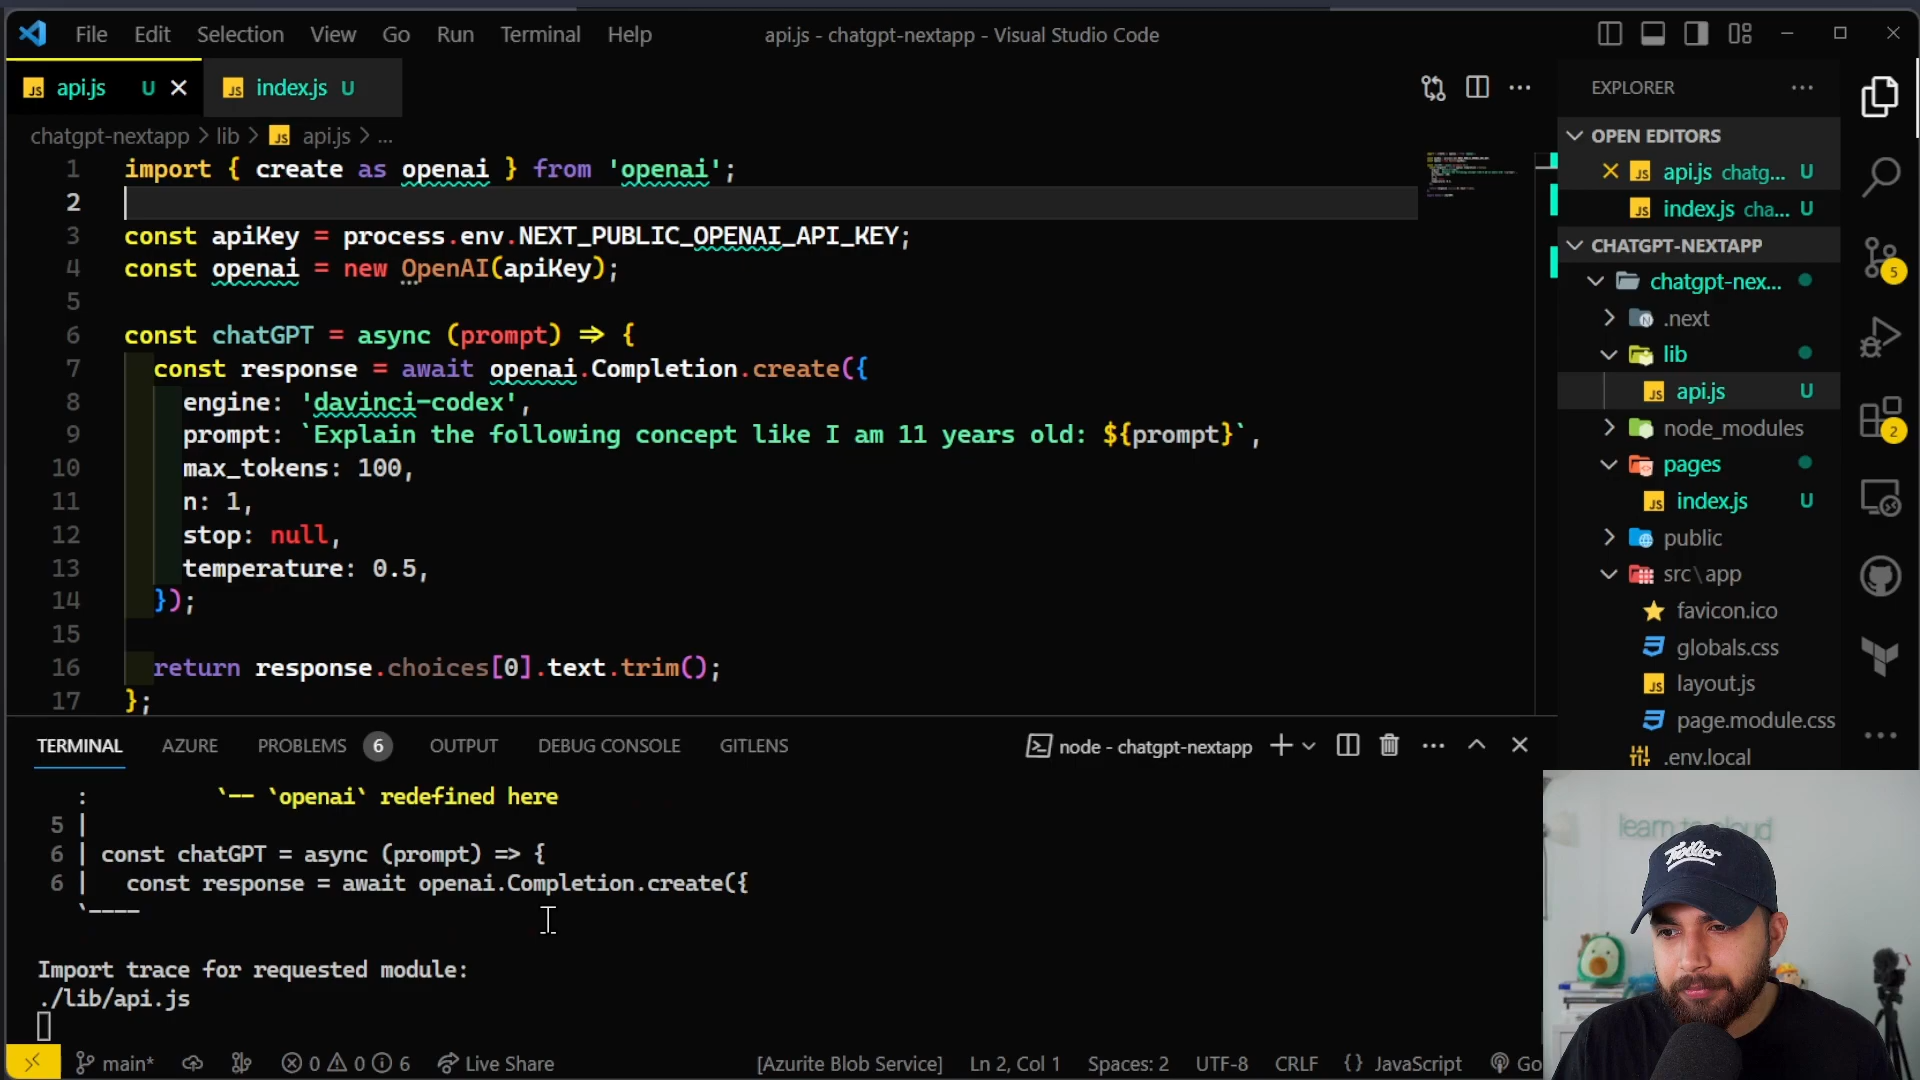 File Edit Selection View Go Run Terminal Help
api.js - chatgpt-nextapp - Visual Studio Code
api.js U
index.js U
chatgpt-nextapp > lib > api.js > ...
1 import { create as openai } from 'openai';
2
3 const apiKey = process.env.NEXT_PUBLIC_OPENAI_API_KEY;
4 const openai = new OpenAI(apiKey);
5
6 const chatGPT = async (prompt) => {
7 const response = await openai.Completion.create({
8 engine: 'davinci-codex',
9 prompt: `Explain the following concept like I am 11 years old: ${prompt}`,
10 max_tokens: 100,
11 n: 1,
12 stop: null,
13 temperature: 0.5,
14 });
15
16 return response.choices[0].text.trim();
17 };
EXPLORER
OPEN EDITORS
api.js chatg... U
index.js cha... U
CHATGPT-NEXTAPP
chatgpt-nex...
.next
lib
api.js U
node_modules
pages
index.js U
public
src\app
favicon.ico
globals.css
layout.js
page.module.css
.env.local
5
2
TERMINAL AZURE PROBLEMS 6 OUTPUT DEBUG CONSOLE GITLENS
node - chatgpt-nextapp
: `-- `openai` redefined here
5 |
6 | const chatGPT = async (prompt) => {
6 | const response = await openai.Completion.create({
`----
Import trace for requested module:
./lib/api.js
main* 0 0 6 Live Share
[Azurite Blob Service] Ln 2, Col 1 Spaces: 2 UTF-8 CRLF {} JavaScript Go
learn to cloud